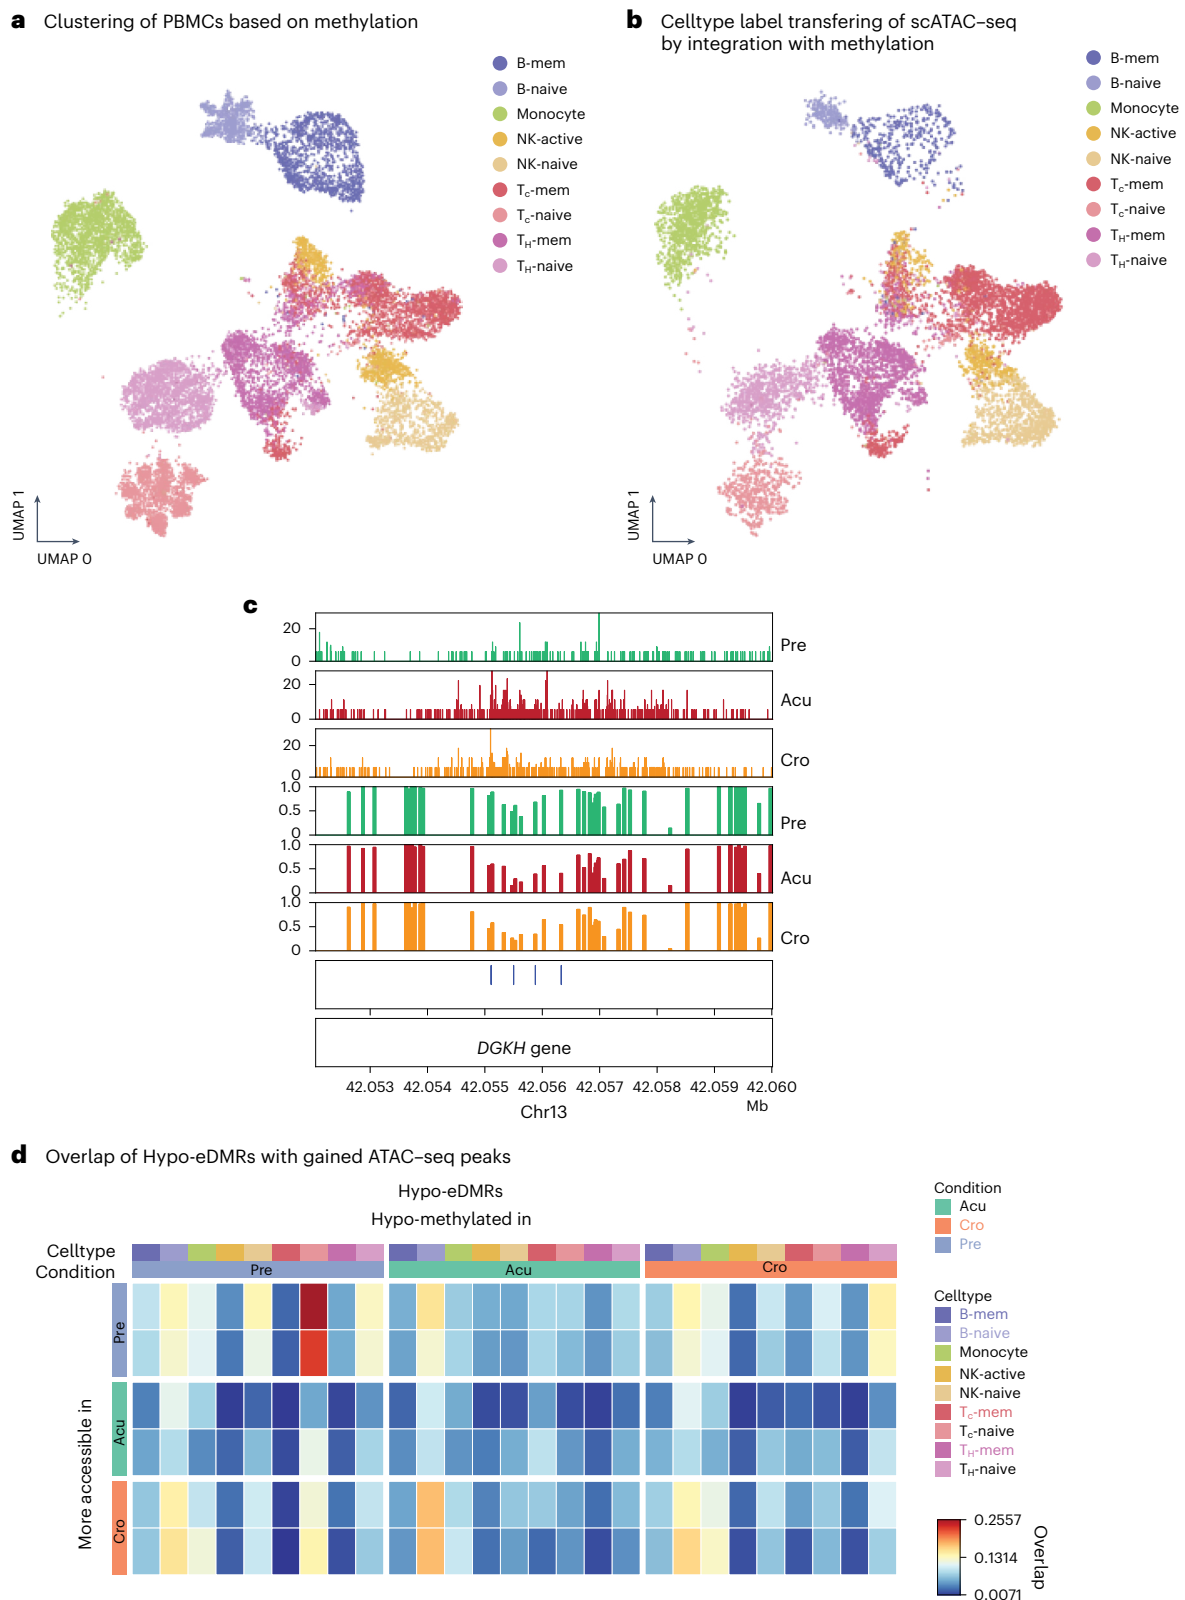 a Clustering of PBMCs based on methylation
B-mem
B-naive
Monocyte
NK-active
NK-naive
Tc-mem
Tc-naive
TH-mem
TH-naive
UMAP 1
UMAP 0
b Celltype label transfering of scATAC–seq
by integration with methylation
B-mem
B-naive
Monocyte
NK-active
NK-naive
Tc-mem
Tc-naive
TH-mem
TH-naive
UMAP 1
UMAP 0
c
20
0
Pre
20
0
Acu
20
0
Cro
1.0
0.5
0
Pre
1.0
0.5
0
Acu
1.0
0.5
0
Cro
DGKH gene
42.053 42.054 42.055 42.056 42.057 42.058 42.059 42.060
Mb
Chr13
d Overlap of Hypo-eDMRs with gained ATAC–seq peaks
Hypo-eDMRs
Hypo-methylated in
Celltype
Condition
Pre Acu Cro
More accessible in
Pre
Acu
Cro
Condition
Acu
Cro
Pre
Celltype
B-mem
B-naive
Monocyte
NK-active
NK-naive
Tc-mem
Tc-naive
TH-mem
TH-naive
0.2557
0.1314
0.0071
Overlap